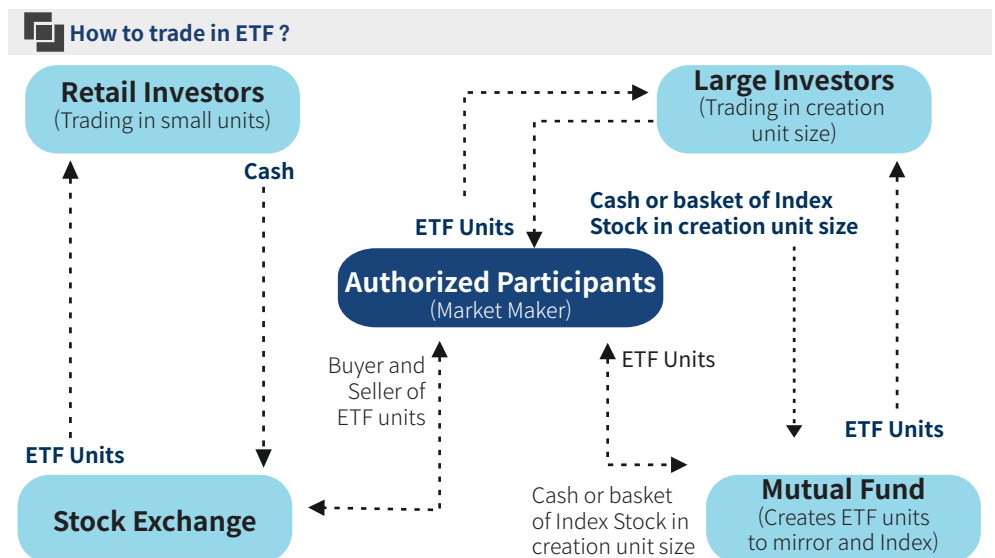 How to trade in ETF ?
Retail Investors
(Trading in small units)
Large Investors
(Trading in creation
unit size)
Cash
ETF Units
Cash or basket of Index
Stock in creation unit size
Authorized Participants
(Market Maker)
Buyer and
Seller of
ETF units
ETF Units
ETF Units
ETF Units
Stock Exchange
Cash or basket
of Index Stock in
creation unit size
Mutual Fund
(Creates ETF units
to mirror and Index)